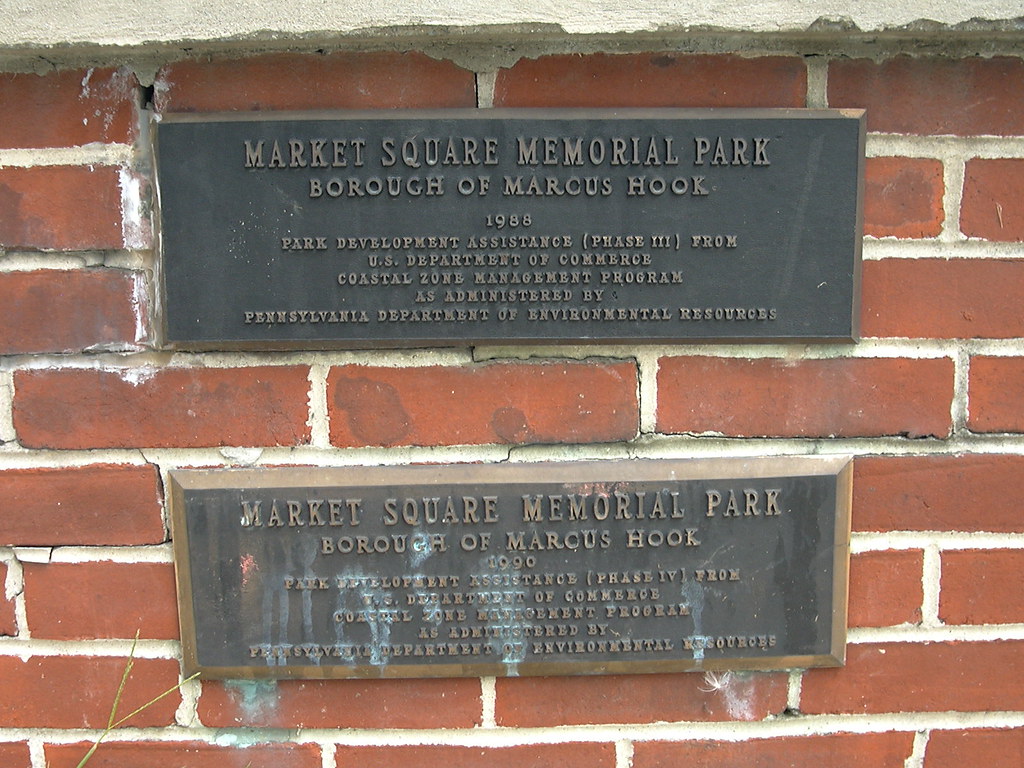 MARKET SQUARE MEMORIAL PARK
BOROUGH OF MARCUS HOOK
1988
PARK DEVELOPMENT ASSISTANCE (PHASE III) FROM
U.S. DEPARTMENT OF COMMERCE
COASTAL ZONE MANAGEMENT PROGRAM
AS ADMINISTERED BY
PENNSYLVANIA DEPARTMENT OF ENVIRONMENTAL RESOURCES
MARKET SQUARE MEMORIAL PARK
BOROUGH OF MARCUS HOOK
1990
PARK DEVELOPMENT ASSISTANCE (PHASE IV) FROM
U.S. DEPARTMENT OF COMMERCE
COASTAL ZONE MANAGEMENT PROGRAM
AS ADMINISTERED BY
PENNSYLVANIA DEPARTMENT OF ENVIRONMENTAL RESOURCES